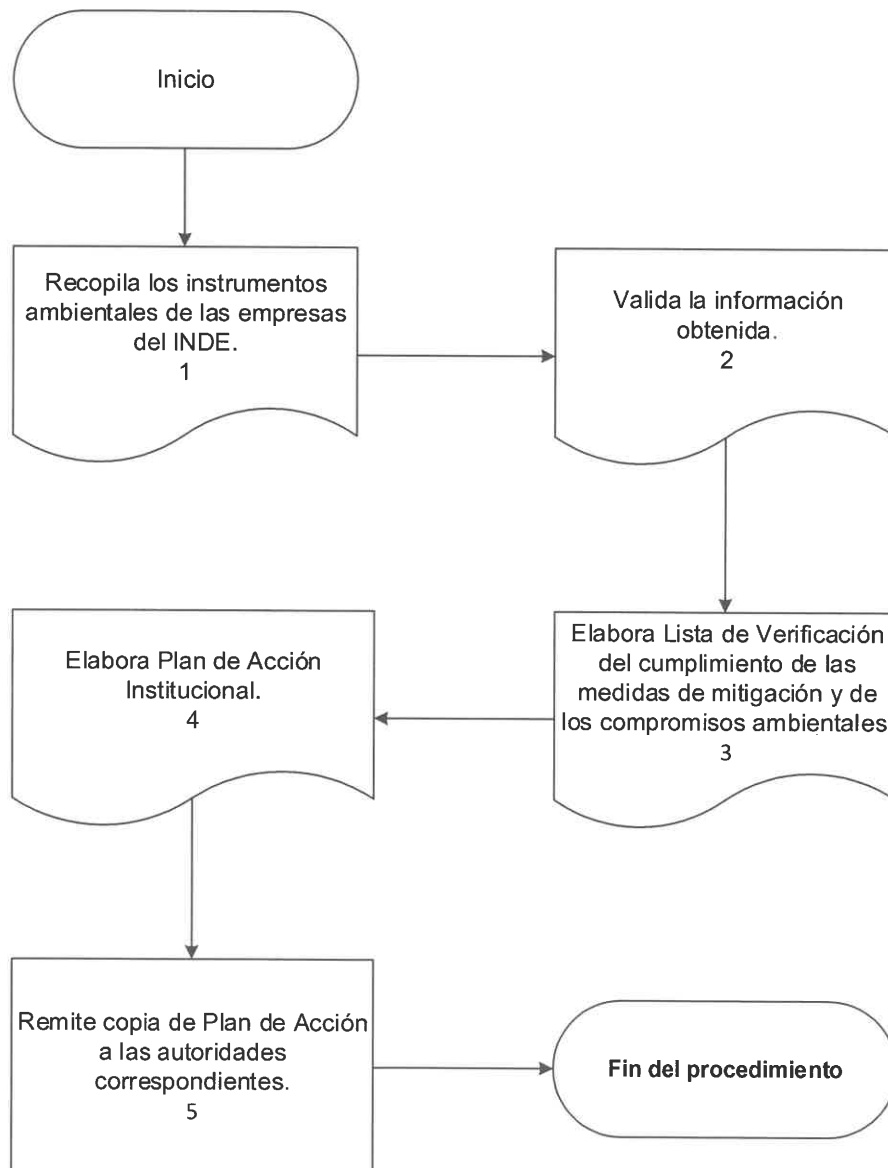 Inicio
Recopila los instrumentos
ambientales de las empresas
del INDE.
1
Valida la información
obtenida.
2
Elabora Lista de Verificación
del cumplimiento de las
medidas de mitigación y de
los compromisos ambientales
3
Elabora Plan de Acción
Institucional.
4
Remite copia de Plan de Acción
a las autoridades
correspondientes.
5
Fin del procedimiento